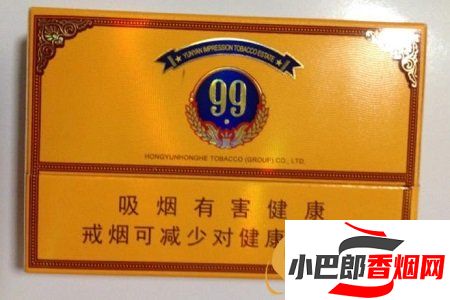 YUNYAN IMPRESSION TOBACCO ESTATE
99
HONGYUNHONGHE TOBACCO (GROUP) CO., LTD.
吸烟有害健康
戒烟可减少对健康
小巴郎香烟网